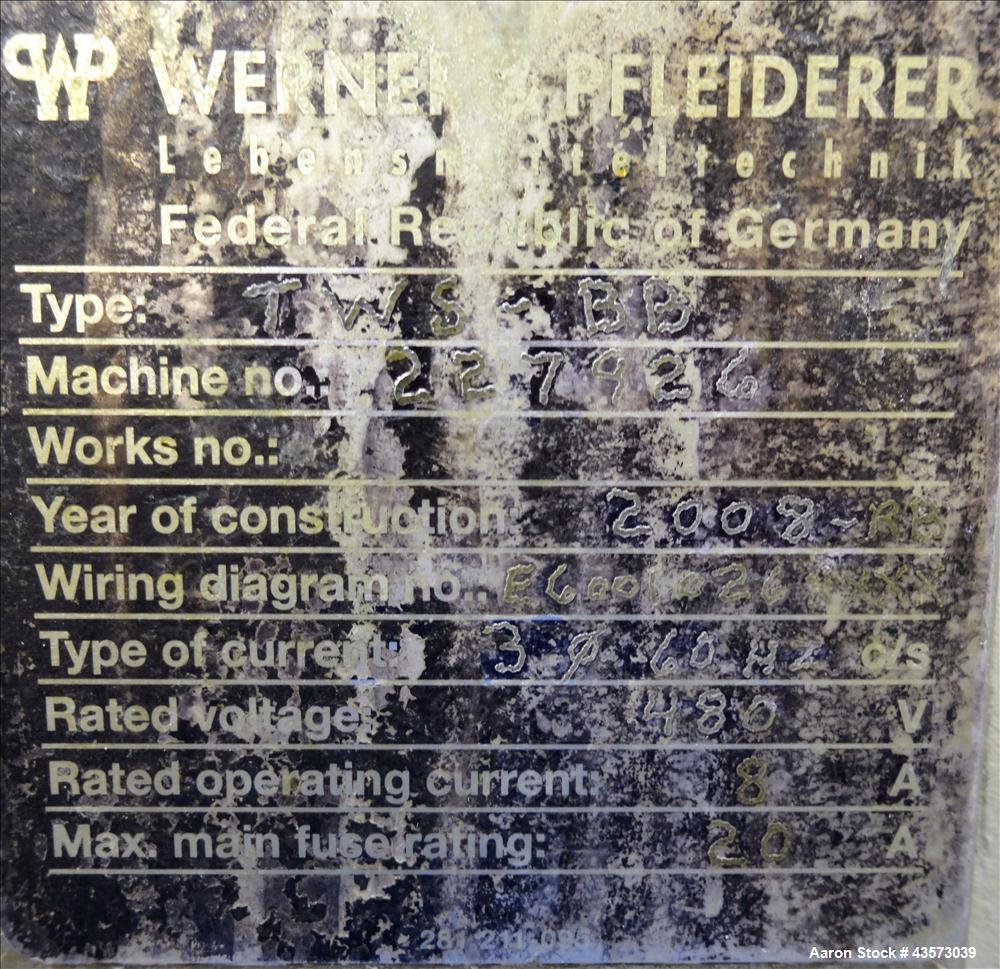 WP WERNER & PFLEIDERER
Lebensmitteltechnik
Federal Republic of Germany
Type: TWS-BB
Machine no.: 227926
Works no.:
Year of construction: 2008-RB
Wiring diagram no.:
Type of current: 3 Ø 60 HZ c/s
Rated voltage: 480 V
Rated operating current: 8 A
Max. main fuse rating: 20 A
Aaron Stock # 43573039